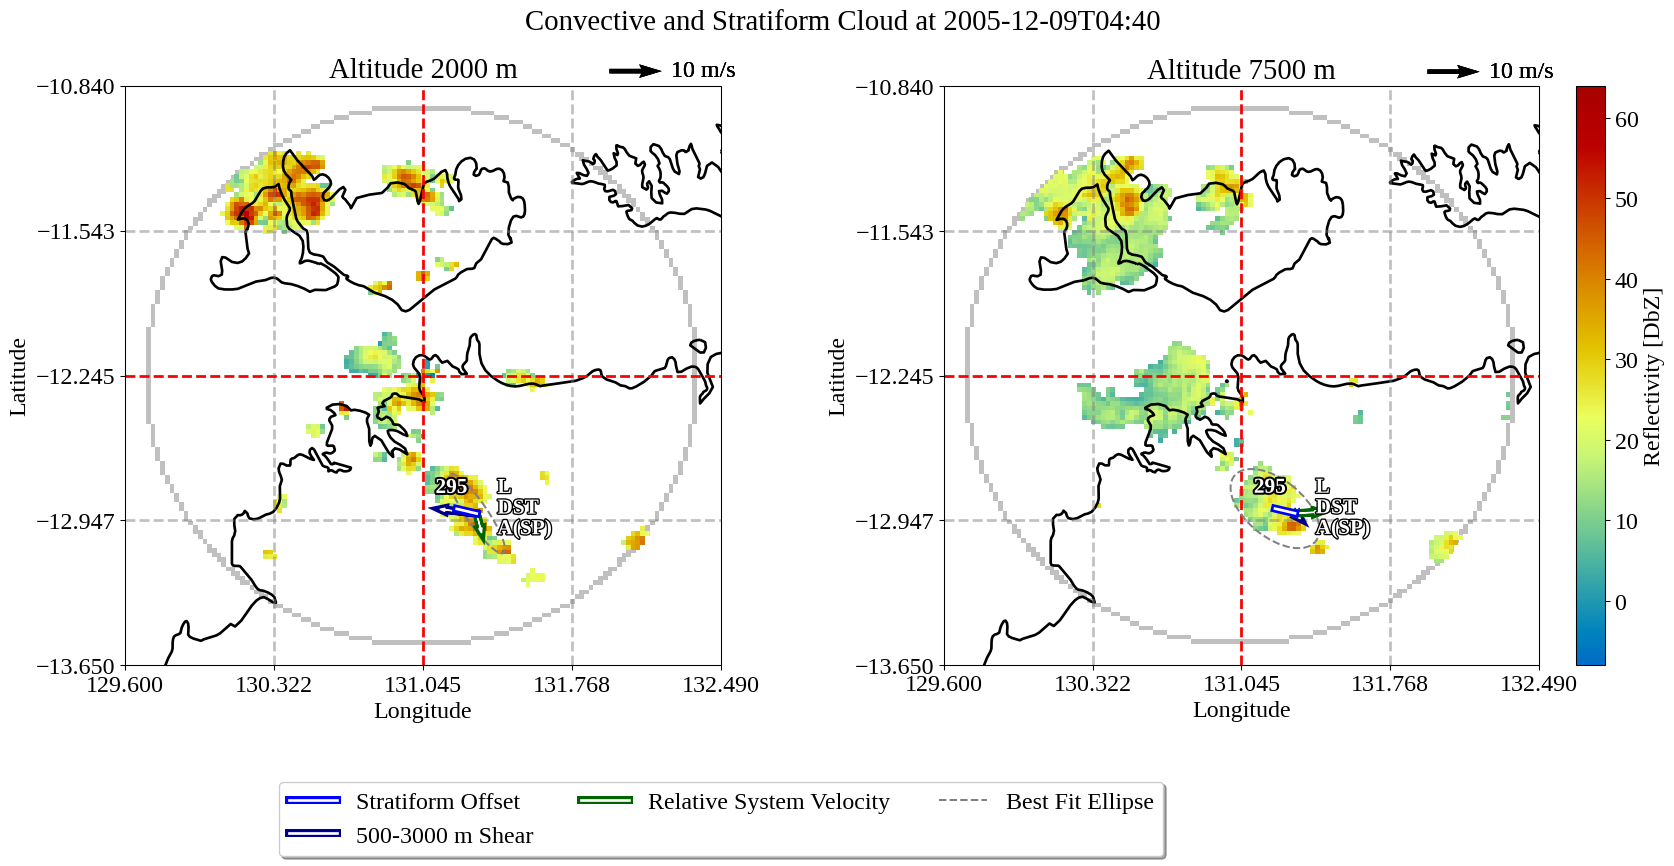 Convective and Stratiform Cloud at 2005-12-09T04:40
Altitude 2000 m
10 m/s
−10.840
−11.543
−12.245
−12.947
−13.650
129.600
130.322
131.045
131.768
132.490
Latitude
Longitude
295
L
DST
A(SP)
Altitude 7500 m
10 m/s
−10.840
−11.543
−12.245
−12.947
−13.650
129.600
130.322
131.045
131.768
132.490
Latitude
Longitude
295
L
DST
A(SP)
60
50
40
30
20
10
0
Reflectivity [DbZ]
Stratiform Offset
500-3000 m Shear
Relative System Velocity
Best Fit Ellipse